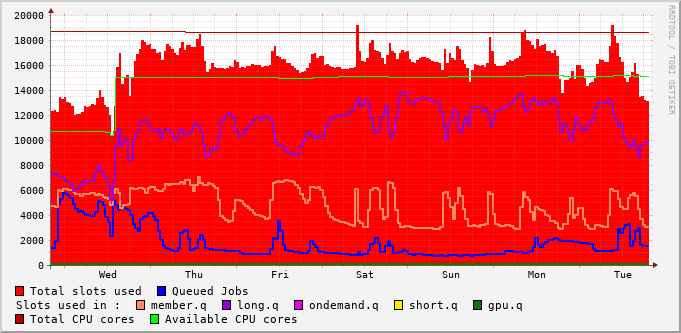 20000
18000
16000
14000
12000
10000
8000
6000
4000
2000
0
Wed Thu Fri Sat Sun Mon Tue
RRDTOOL / TOBI OETIKER
Total slots used Queued Jobs
Slots used in : member.q long.q ondemand.q short.q gpu.q
Total CPU cores Available CPU cores